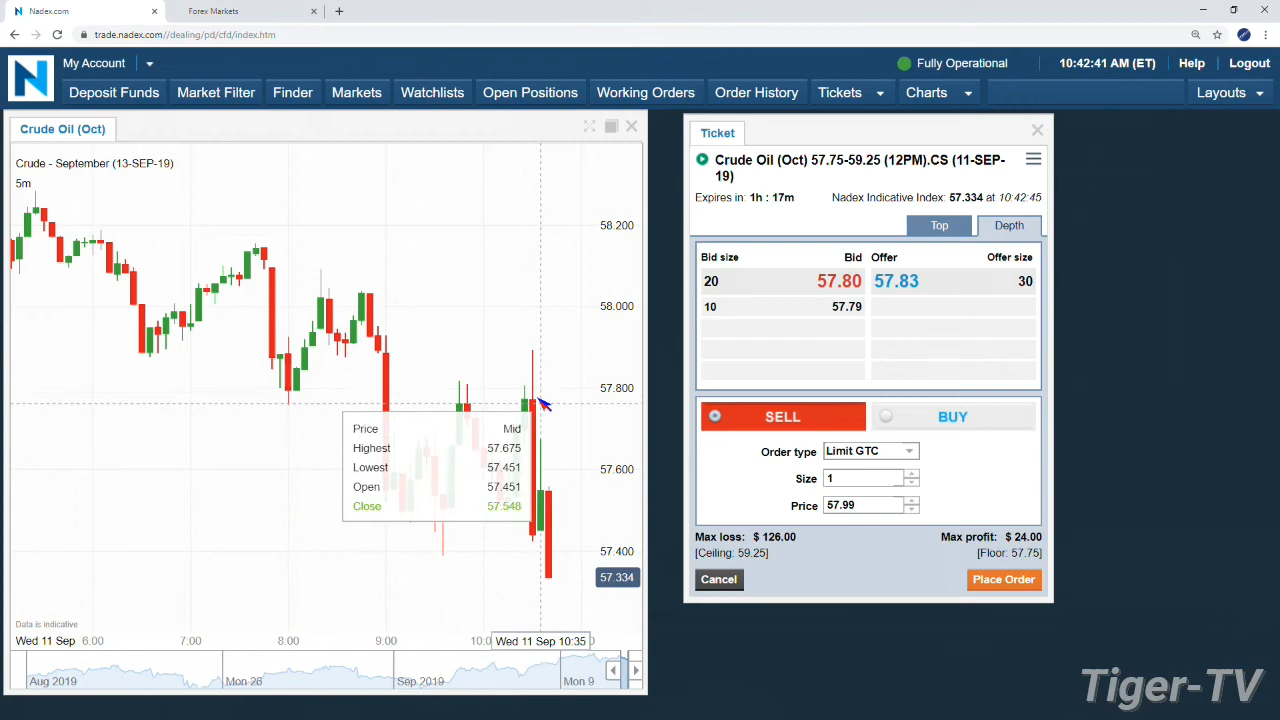 Nadex.com
Forex Markets
trade.nadex.com//dealing/pd/cfd/index.htm
N
My Account
Fully Operational
10:42:41 AM (ET)
Help
Logout
Deposit Funds
Market Filter
Finder
Markets
Watchlists
Open Positions
Working Orders
Order History
Tickets
Charts
Layouts
Crude Oil (Oct)
Crude - September (13-SEP-19)
5m
58.200
58.000
57.800
57.600
57.400
57.334
Price Mid
Highest 57.675
Lowest 57.451
Open 57.451
Close 57.548
Data is indicative
Wed 11 Sep 6:00 7:00 8:00 9:00 Wed 11 Sep 10:35
Aug 2019 Mon 26 Sep 2019 Mon 9
Ticket
Crude Oil (Oct) 57.75-59.25 (12PM).CS (11-SEP-
19)
Expires in: 1h : 17m Nadex Indicative Index: 57.334 at 10:42:45
Top Depth
Bid size Bid Offer Offer size
20 57.80 57.83 30
10 57.79
SELL BUY
Order type Limit GTC
Size 1
Price 57.99
Max loss: $ 126.00 Max profit: $ 24.00
[Ceiling: 59.25] [Floor: 57.75]
Cancel Place Order
Tiger-TV